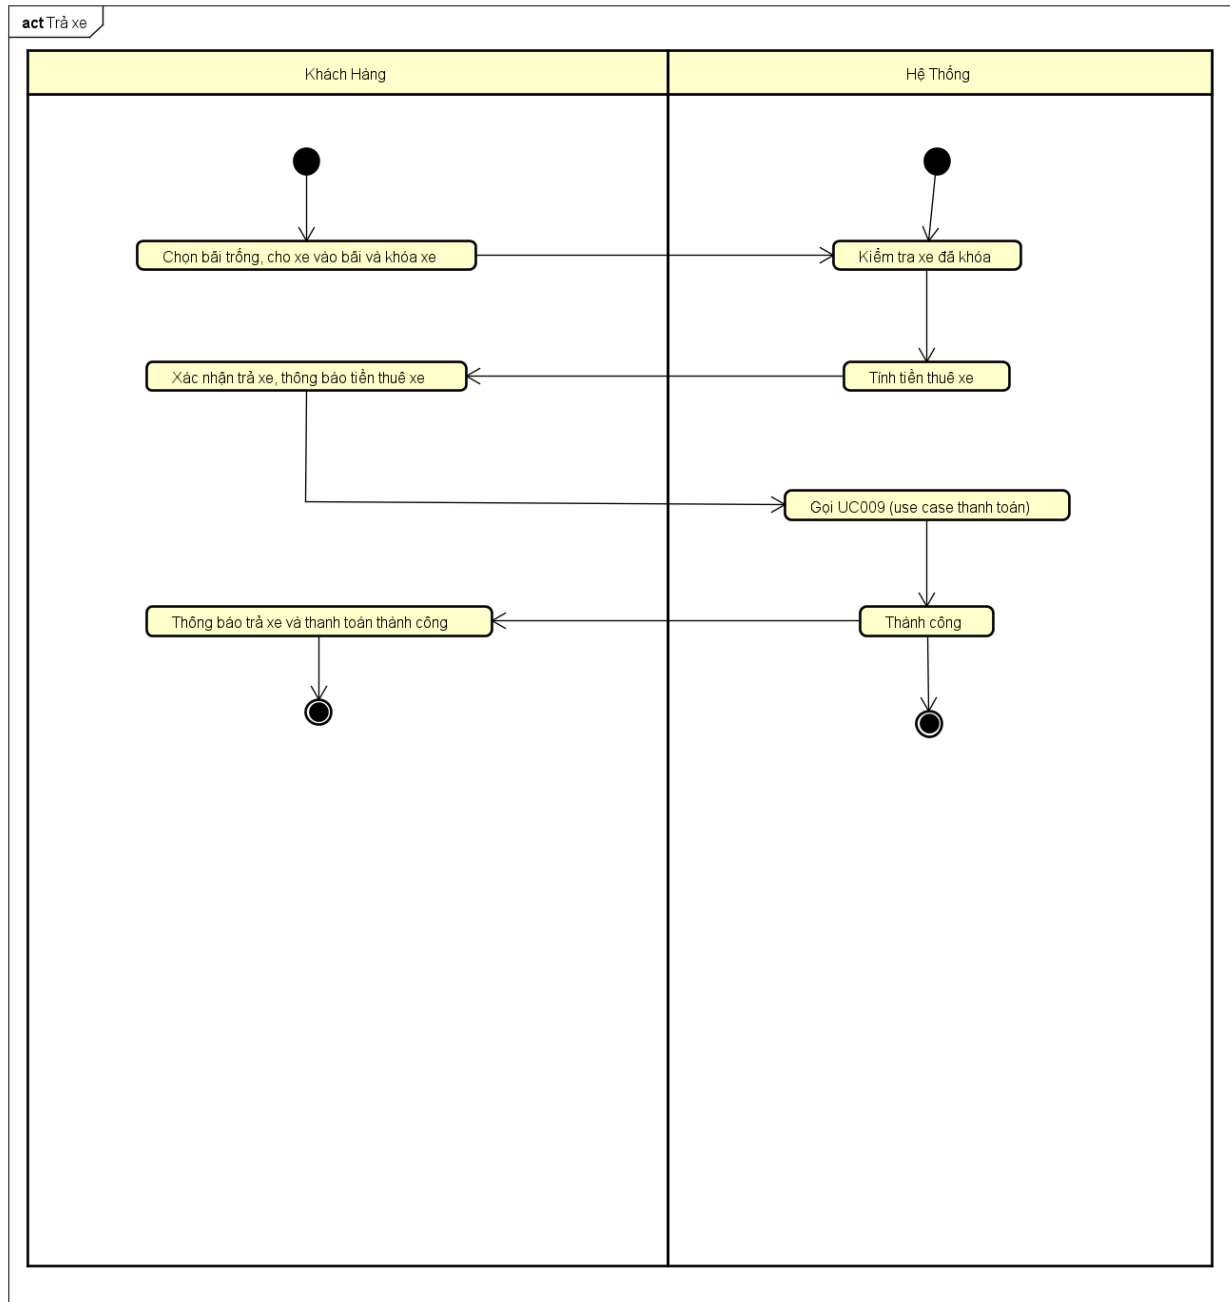 act Trả xe
Khách Hàng
Hệ Thống
Chọn bãi trống, cho xe vào bãi và khóa xe
Kiểm tra xe đã khóa
Xác nhận trả xe, thông báo tiền thuê xe
Tính tiền thuê xe
Gọi UC009 (use case thanh toán)
Thông báo trả xe và thanh toán thành công
Thành công